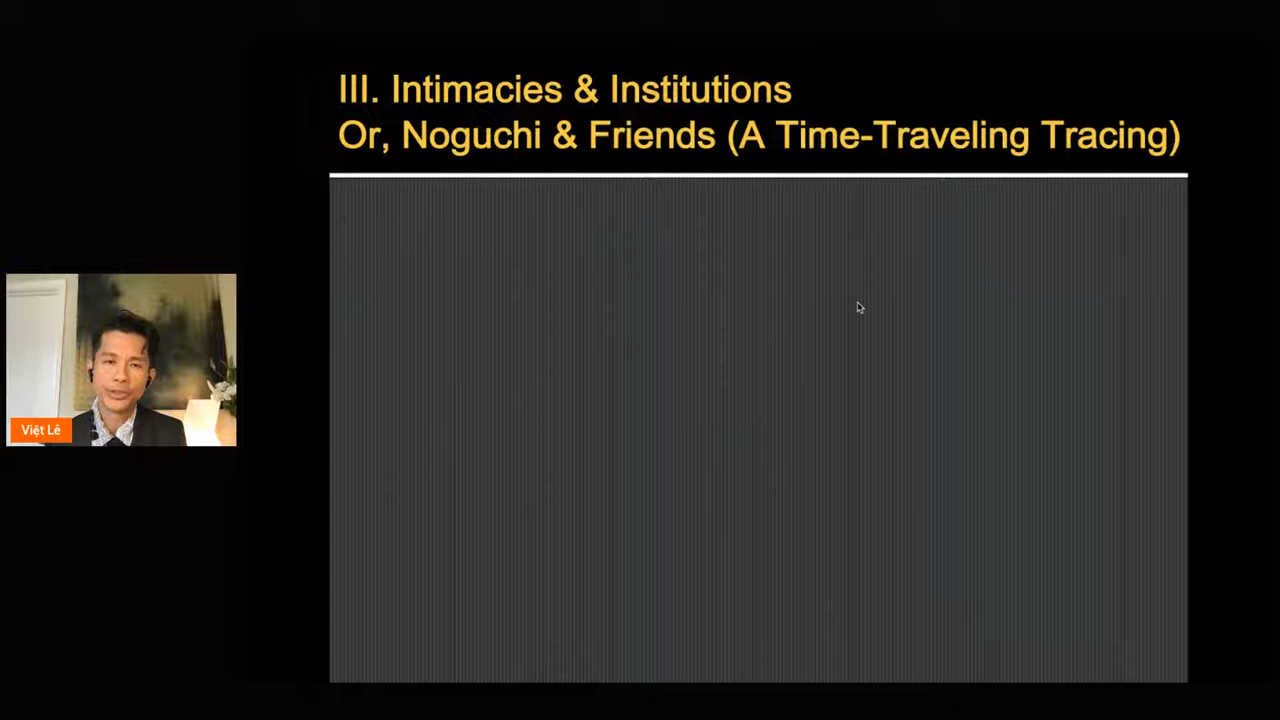 III. Intimacies & Institutions
Or, Noguchi & Friends (A Time-Traveling Tracing)
Việt Lê